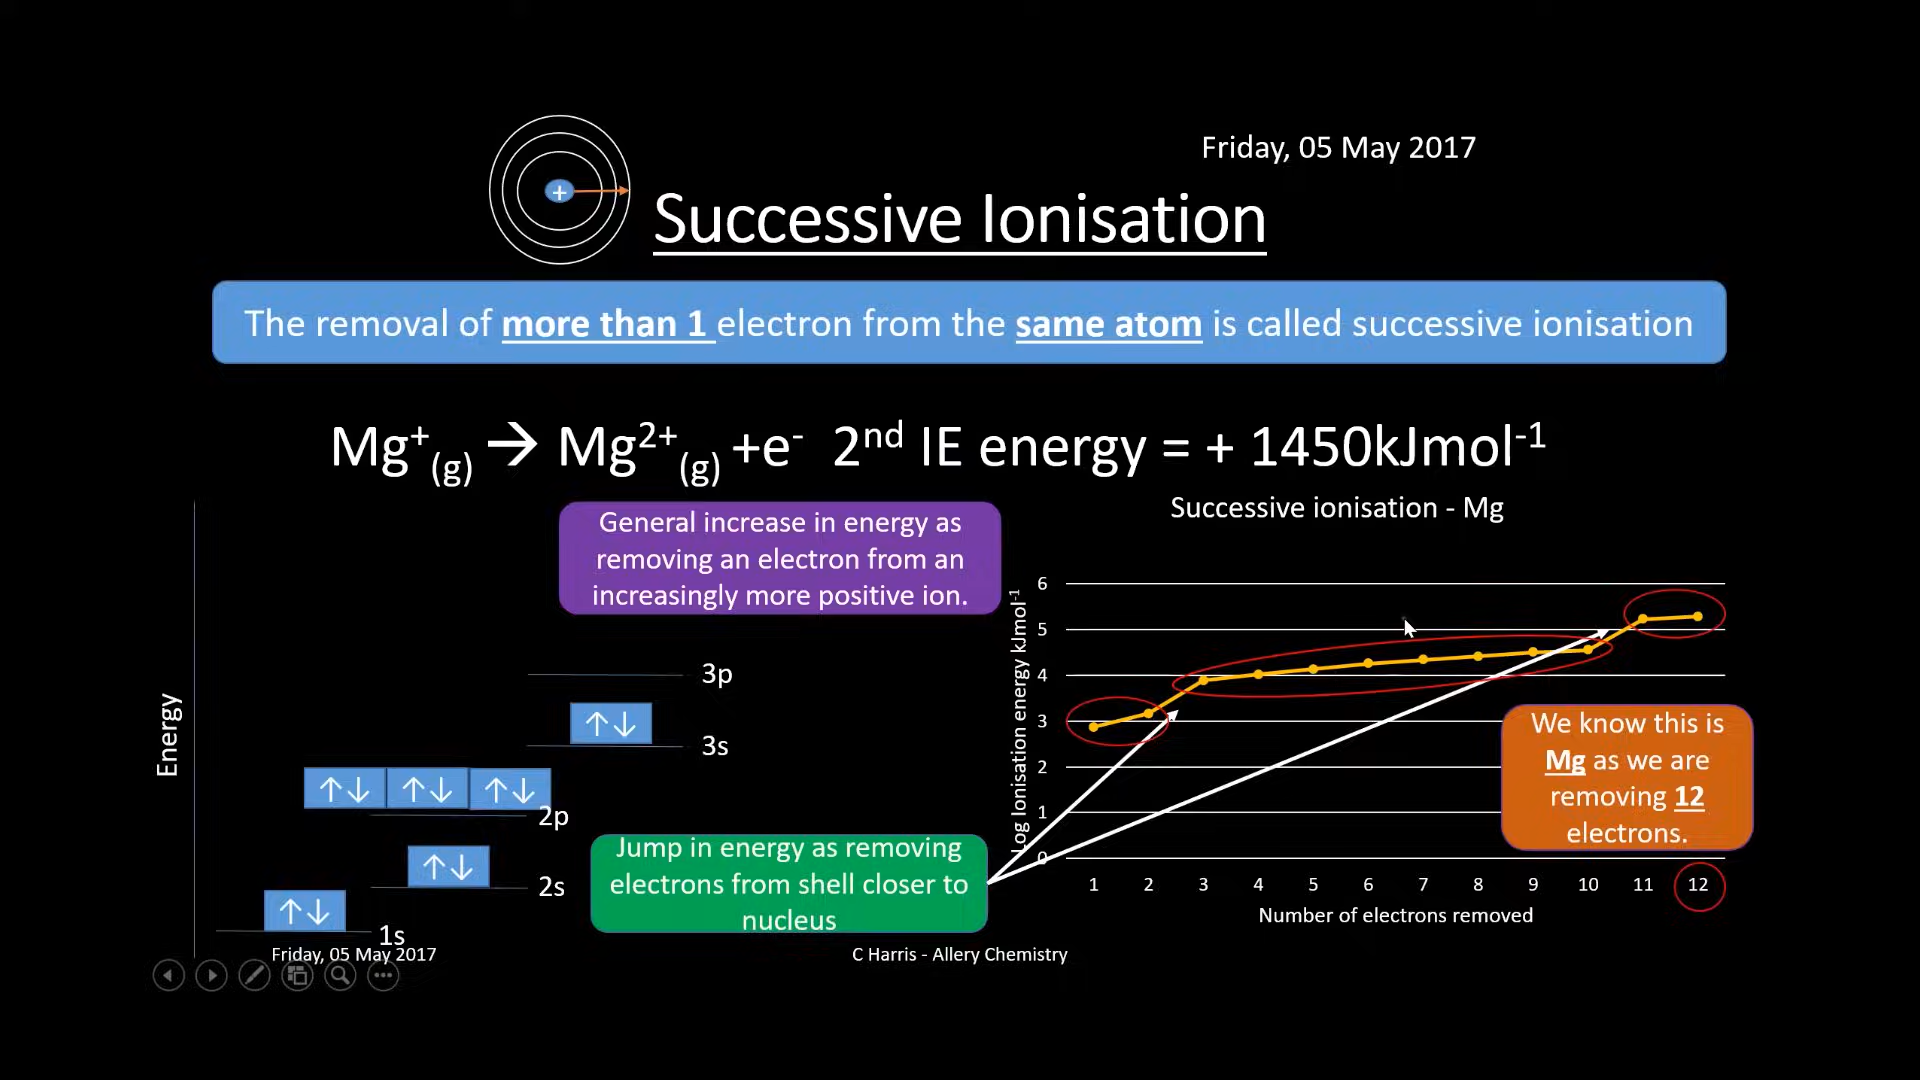 Friday, 05 May 2017
+
Successive Ionisation
The removal of more than 1 electron from the same atom is called successive ionisation
Mg⁺₍g₎ → Mg²⁺₍g₎ +e⁻ 2ⁿᵈ IE energy = + 1450kJmol⁻¹
General increase in energy as
removing an electron from an
increasingly more positive ion.
Energy
3p
↑↓
3s
↑↓ ↑↓ ↑↓
2p
↑↓
2s
↑↓
1s
Jump in energy as removing
electrons from shell closer to
nucleus
Successive ionisation - Mg
Log Ionisation energy kJmol⁻¹
6
5
4
3
2
1
0
1 2 3 4 5 6 7 8 9 10 11 12
Number of electrons removed
We know this is
Mg as we are
removing 12
electrons.
Friday, 05 May 2017
C Harris - Allery Chemistry